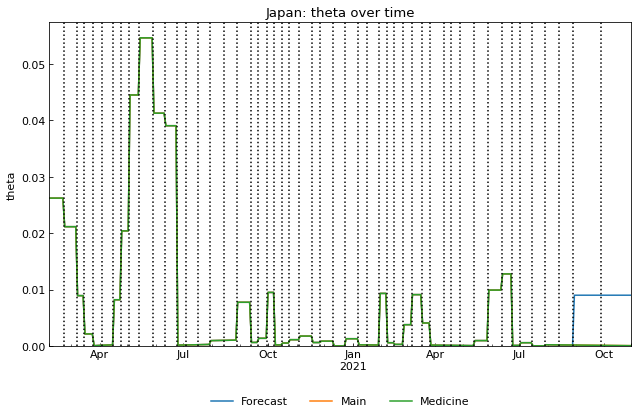 Japan: theta over time
0.05
0.04
0.03
0.02
0.01
0.00
theta
Apr Jul Oct Jan Apr Jul Oct
2021
Forecast Main Medicine